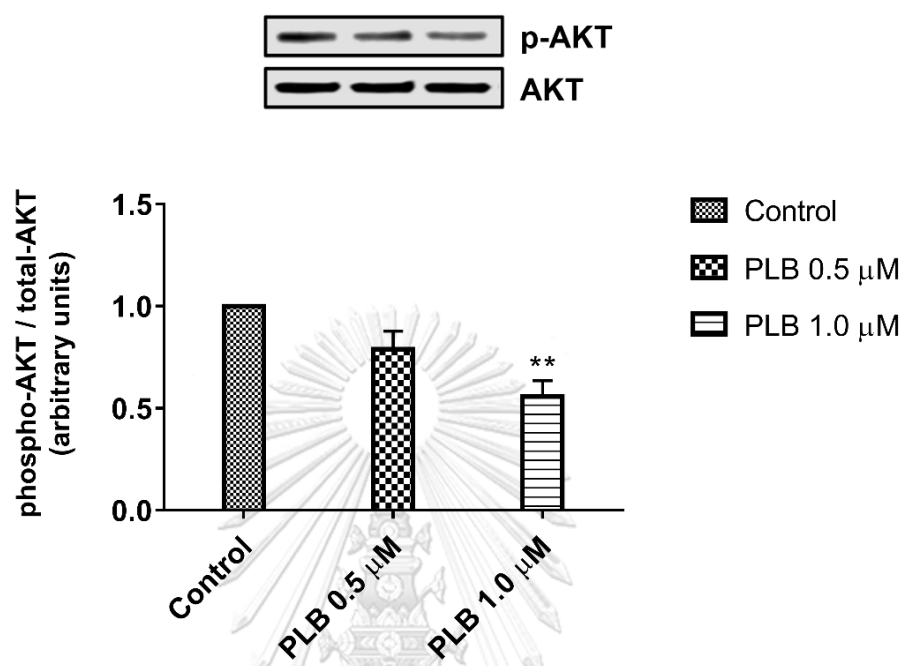 p-AKT
AKT
phospho-AKT / total-AKT
(arbitrary units)
1.5
1.0
0.5
0.0
**
Control
PLB 0.5 μM
PLB 1.0 μM
Control
PLB 0.5 μM
PLB 1.0 μM